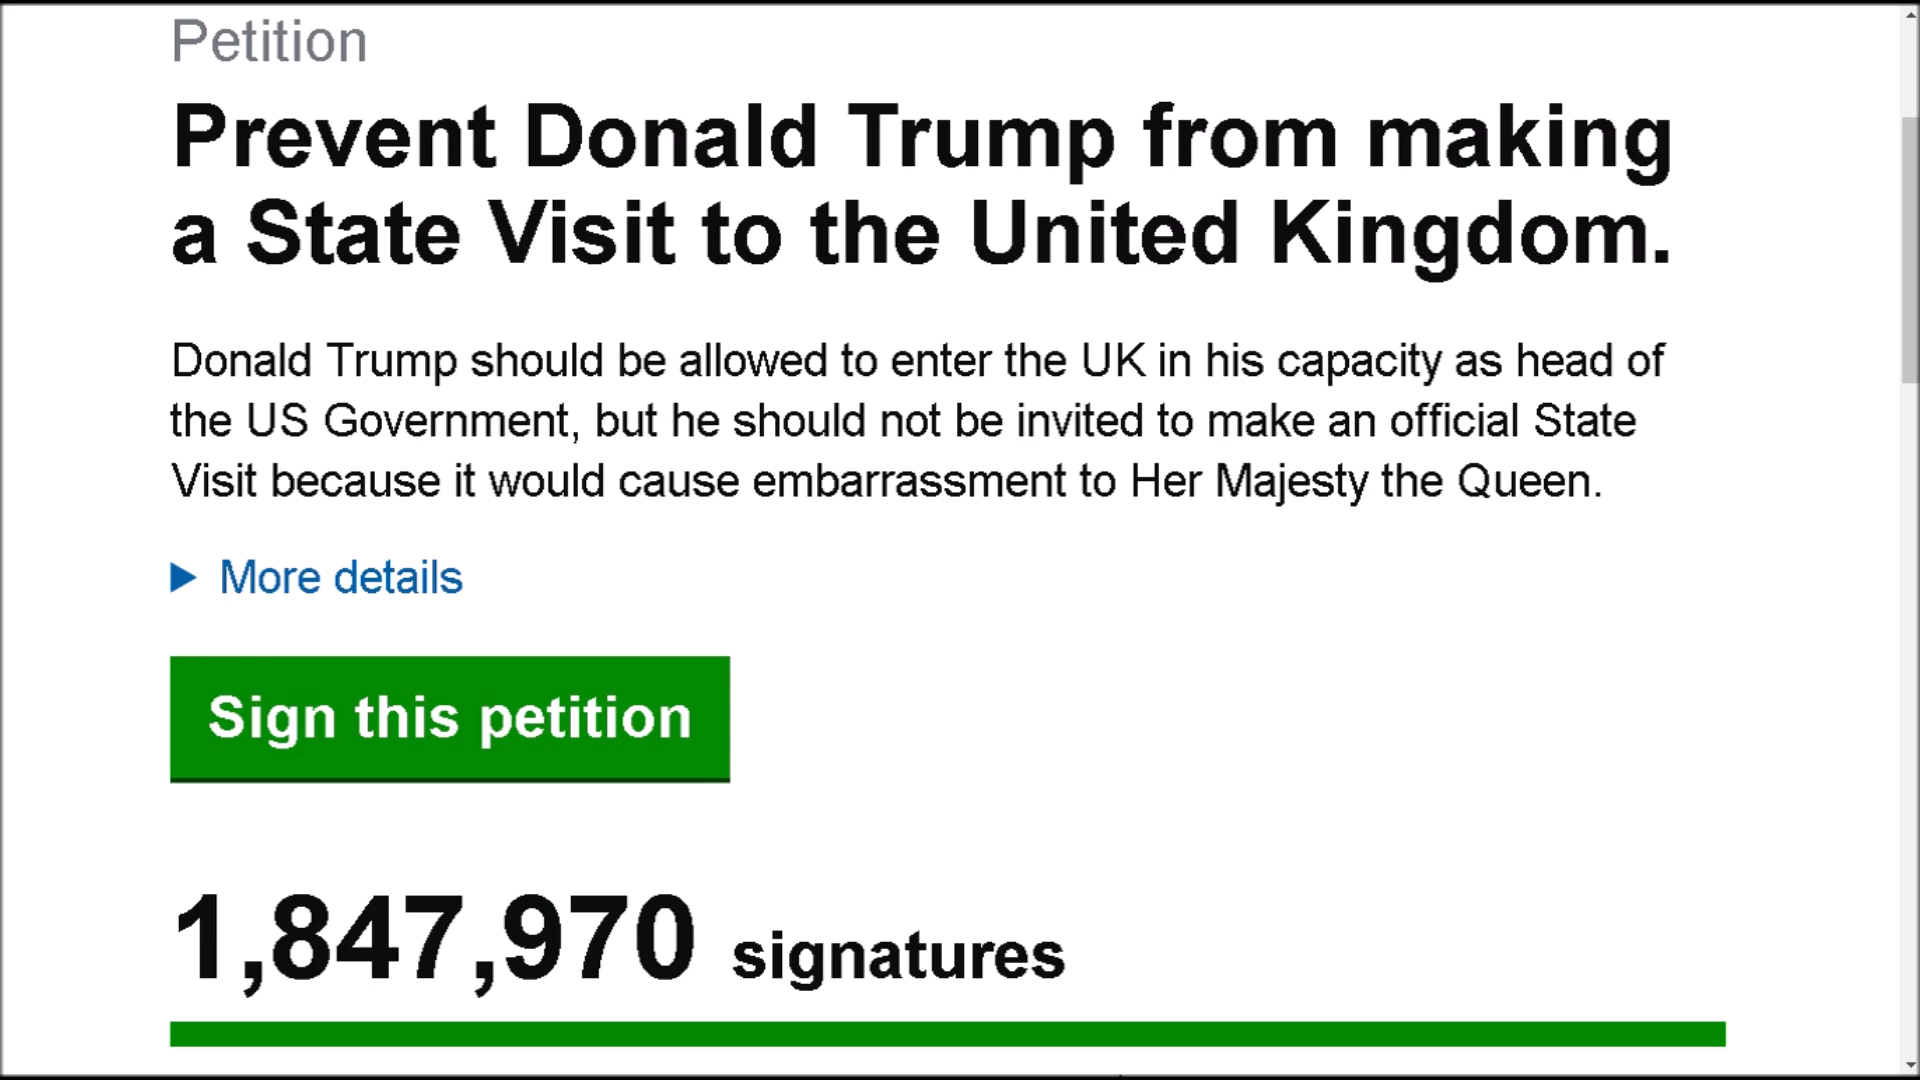 Petition
Prevent Donald Trump from making
a State Visit to the United Kingdom.
Donald Trump should be allowed to enter the UK in his capacity as head of
the US Government, but he should not be invited to make an official State
Visit because it would cause embarrassment to Her Majesty the Queen.
More details
Sign this petition
1,847,970 signatures